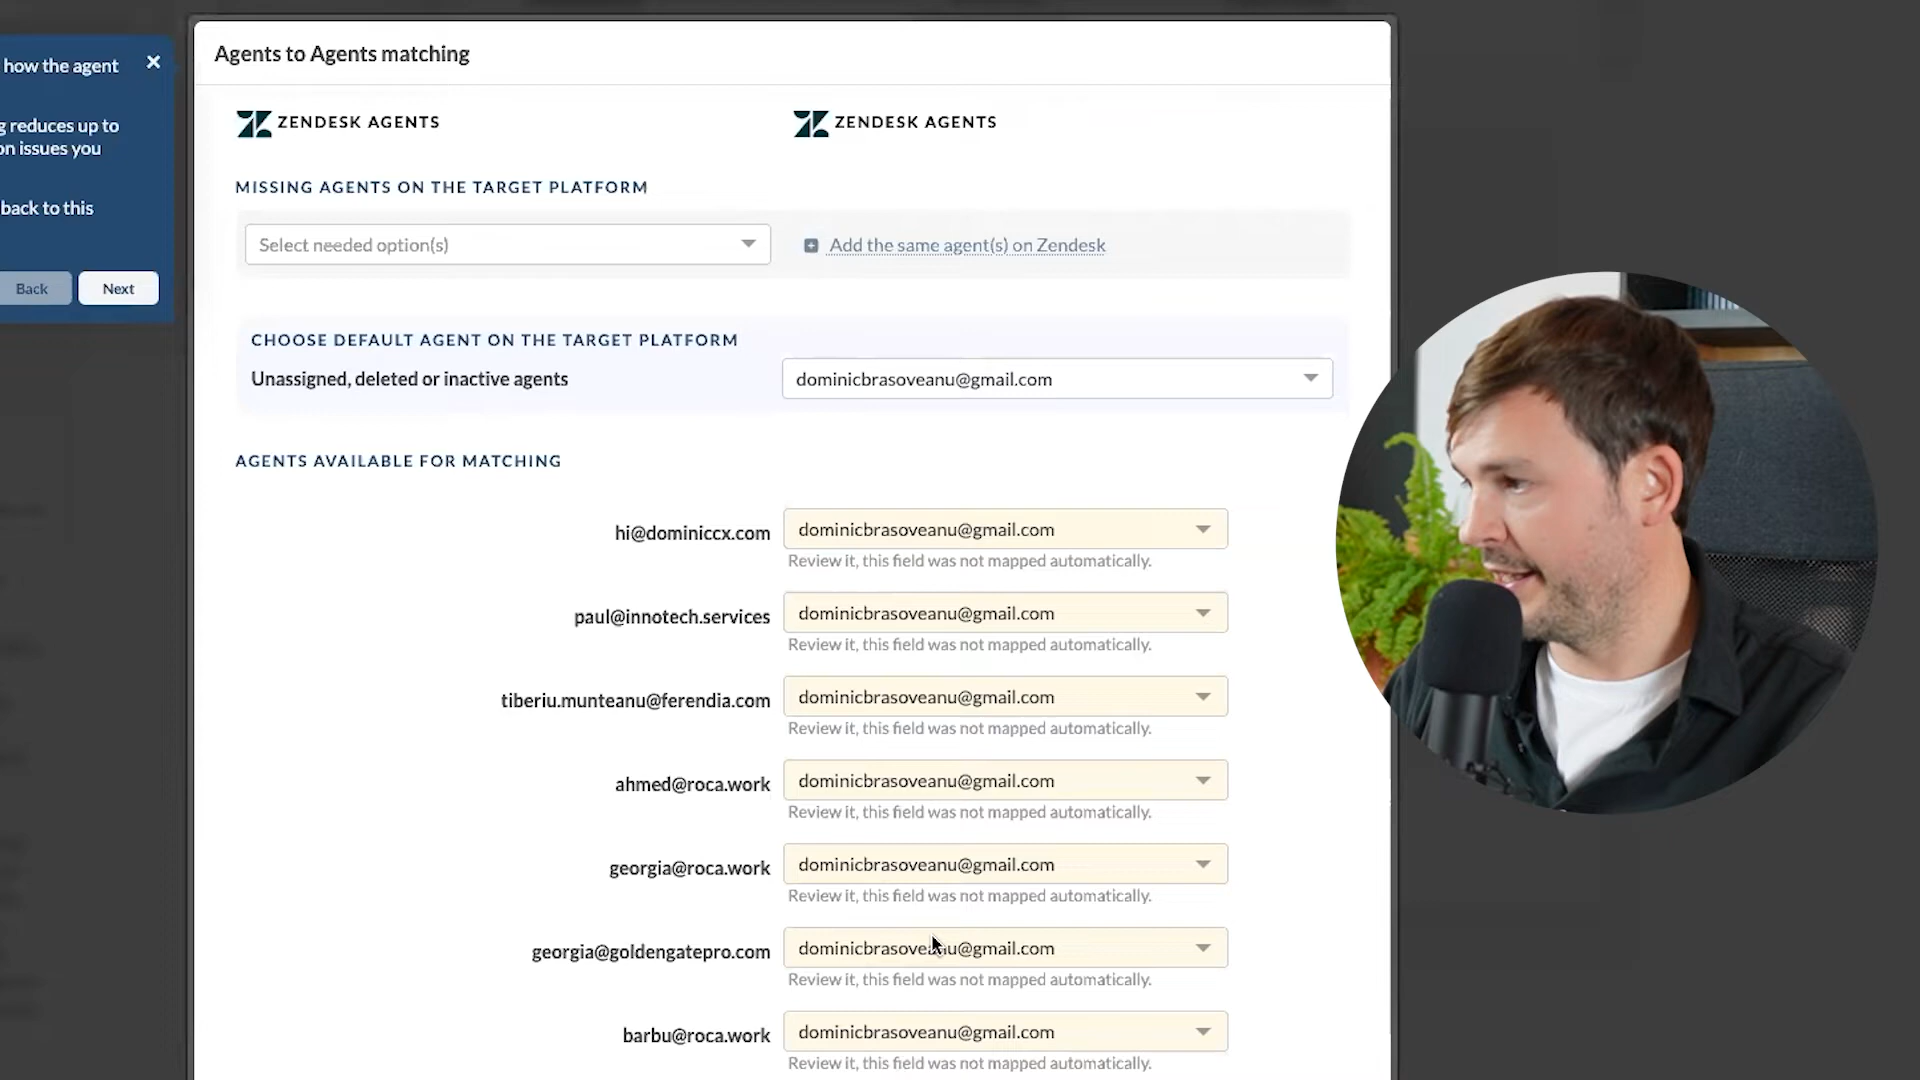 how the agent
g reduces up to
on issues you
back to this
Back
Next
Agents to Agents matching
ZENDESK AGENTS
ZENDESK AGENTS
MISSING AGENTS ON THE TARGET PLATFORM
Select needed option(s)
Add the same agent(s) on Zendesk
CHOOSE DEFAULT AGENT ON THE TARGET PLATFORM
Unassigned, deleted or inactive agents
dominicbrasoveanu@gmail.com
AGENTS AVAILABLE FOR MATCHING
hi@dominiccx.com
dominicbrasoveanu@gmail.com
Review it, this field was not mapped automatically.
paul@innotech.services
dominicbrasoveanu@gmail.com
Review it, this field was not mapped automatically.
tiberiu.munteanu@ferendia.com
dominicbrasoveanu@gmail.com
Review it, this field was not mapped automatically.
ahmed@roca.work
dominicbrasoveanu@gmail.com
Review it, this field was not mapped automatically.
georgia@roca.work
dominicbrasoveanu@gmail.com
Review it, this field was not mapped automatically.
georgia@goldengatepro.com
dominicbrasoveanu@gmail.com
Review it, this field was not mapped automatically.
barbu@roca.work
dominicbrasoveanu@gmail.com
Review it, this field was not mapped automatically.